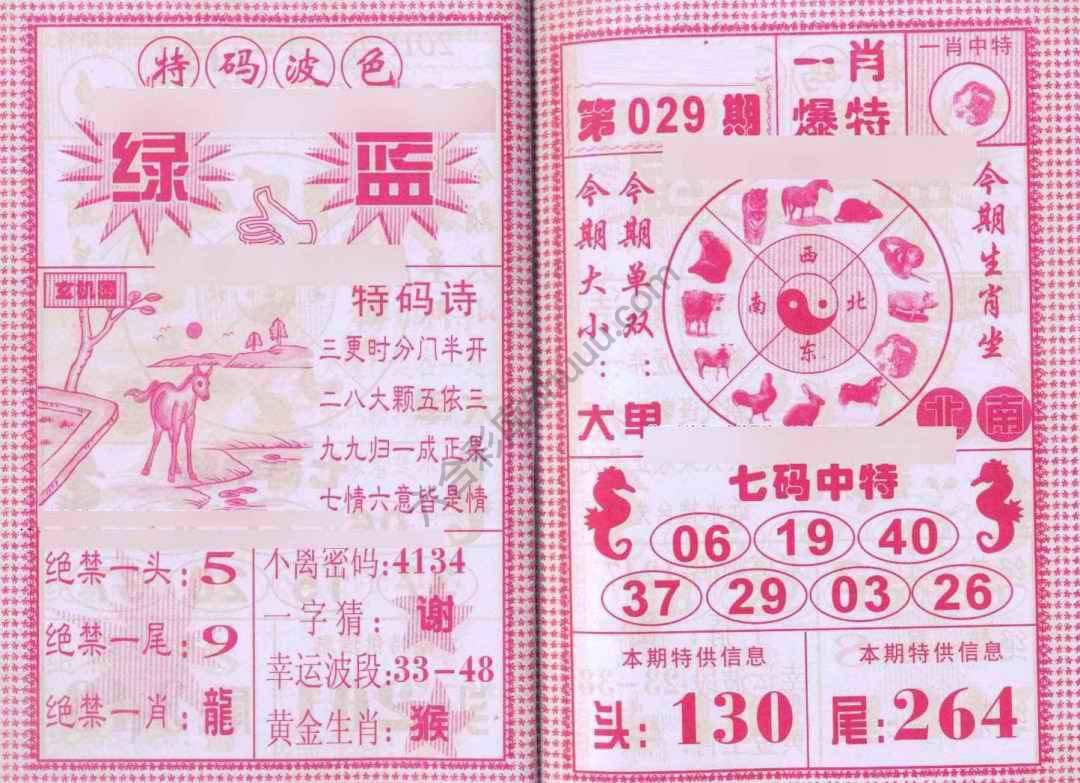 特码波色
绿 蓝
玄机图
特码诗
三更时分门半开
二八大颗五依三
九九归一成正果
七情六意皆是情
绝禁一头:5
绝禁一尾:9
绝禁一肖:龍
小离密码:4134
一字猜:谢
幸运波段:33-48
黄金生肖:猴
第029期
一肖
爆特
一肖中特
今期大小:大
今期单双:单
西
南 北
东
今期生肖坐
北 南
七码中特
06 19 40
37 29 03 26
本期特供信息
头:130
本期特供信息
尾:264